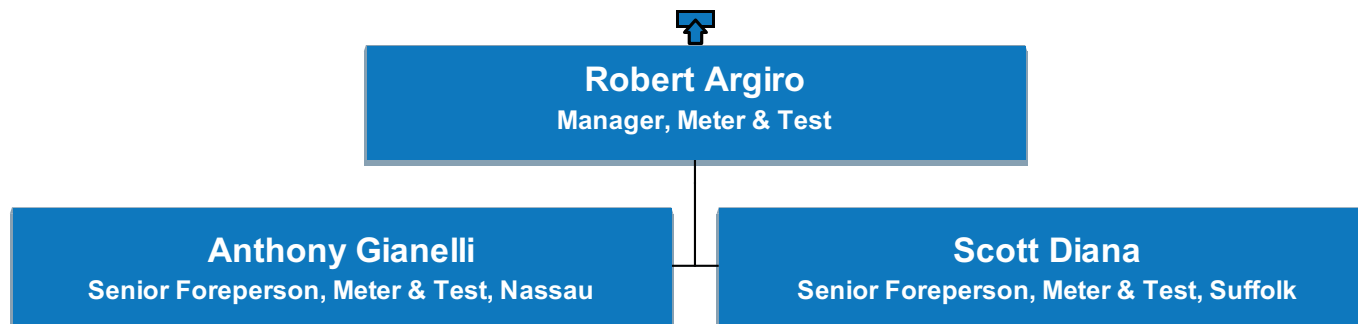 Robert Argiro
Manager, Meter & Test
Anthony Gianelli
Senior Foreperson, Meter & Test, Nassau
Scott Diana
Senior Foreperson, Meter & Test, Suffolk